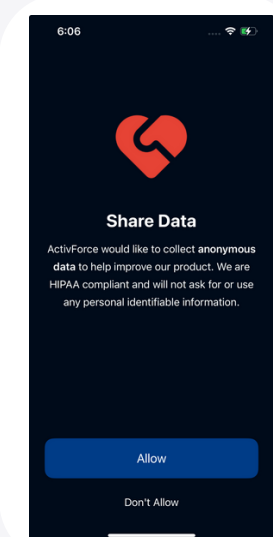 6:06
Share Data
ActivForce would like to collect anonymous
data to help improve our product. We are
HIPAA compliant and will not ask for or use
any personal identifiable information.
Allow
Don't Allow